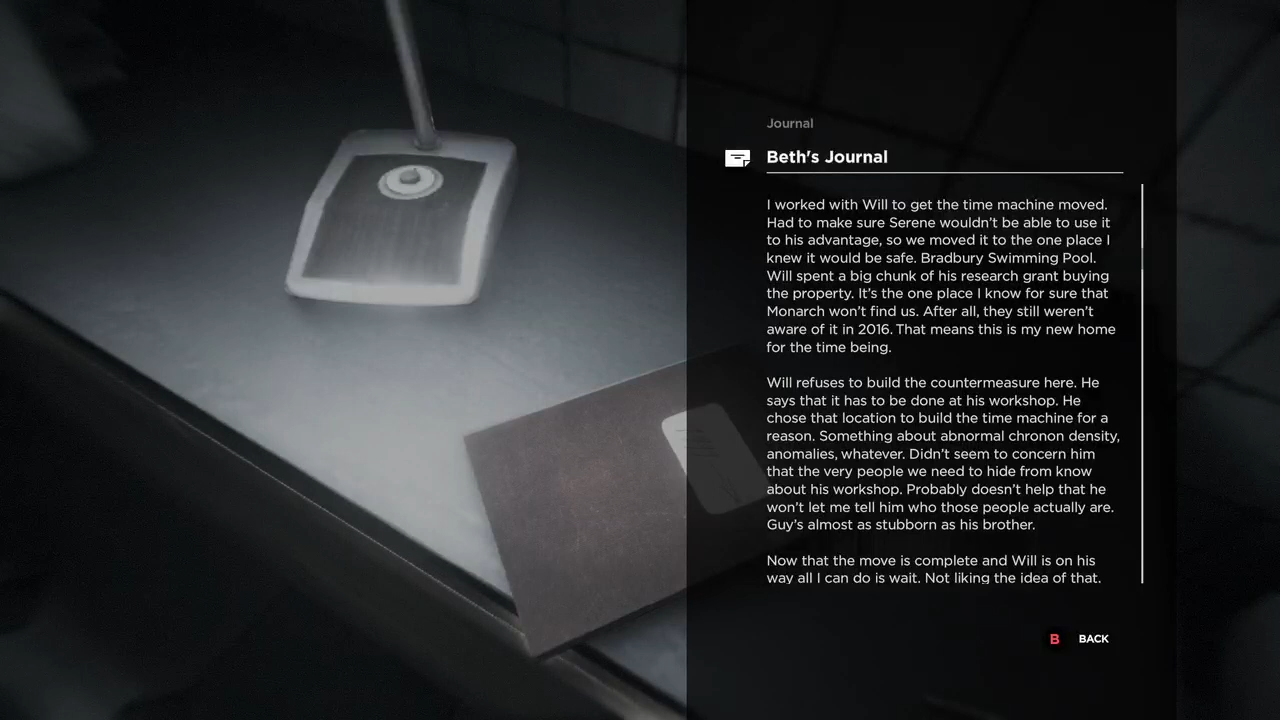 Journal
Beth's Journal
I worked with Will to get the time machine moved.
Had to make sure Serene wouldn't be able to use it
to his advantage, so we moved it to the one place I
knew it would be safe. Bradbury Swimming Pool.
Will spent a big chunk of his research grant buying
the property. It's the one place I know for sure that
Monarch won't find us. After all, they still weren't
aware of it in 2016. That means this is my new home
for the time being.
Will refuses to build the countermeasure here. He
says that it has to be done at his workshop. He
chose that location to build the time machine for a
reason. Something about abnormal chronon density,
anomalies, whatever. Didn't seem to concern him
that the very people we need to hide from know
about his workshop. Probably doesn't help that he
won't let me tell him who those people actually are.
Guy's almost as stubborn as his brother.
Now that the move is complete and Will is on his
way all I can do is wait. Not liking the idea of that.
B BACK